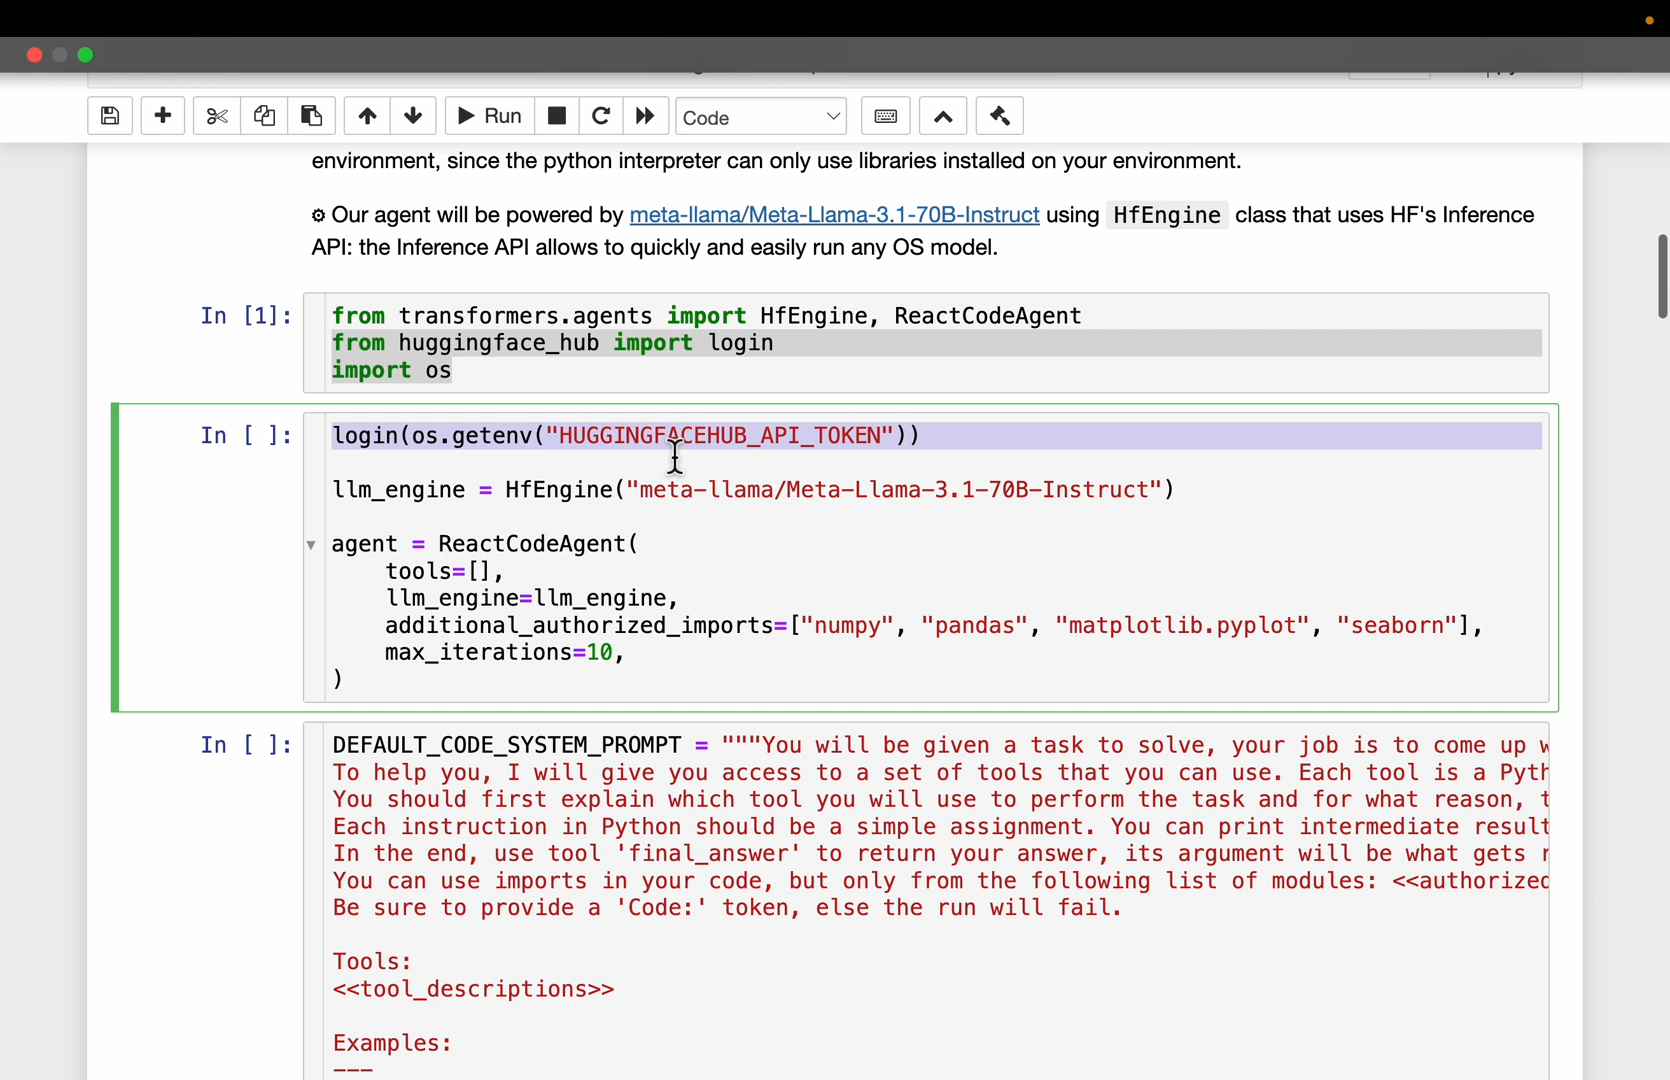 Run
Code
environment, since the python interpreter can only use libraries installed on your environment.
⚙ Our agent will be powered by meta-llama/Meta-Llama-3.1-70B-Instruct using HfEngine class that uses HF's Inference
API: the Inference API allows to quickly and easily run any OS model.
In [1]:
from transformers.agents import HfEngine, ReactCodeAgent
from huggingface_hub import login
import os
In [ ]:
login(os.getenv("HUGGINGFACEHUB_API_TOKEN"))
llm_engine = HfEngine("meta-llama/Meta-Llama-3.1-70B-Instruct")
agent = ReactCodeAgent(
    tools=[],
    llm_engine=llm_engine,
    additional_authorized_imports=["numpy", "pandas", "matplotlib.pyplot", "seaborn"],
    max_iterations=10,
)
In [ ]:
DEFAULT_CODE_SYSTEM_PROMPT = """You will be given a task to solve, your job is to come up
To help you, I will give you access to a set of tools that you can use. Each tool is a
You should first explain which tool you will use to perform the task and for what reason,
Each instruction in Python should be a simple assignment. You can print intermediate
In the end, use tool 'final_answer' to return your answer, its argument will be what gets
You can use imports in your code, but only from the following list of modules: <<authorized
Be sure to provide a 'Code:' token, else the run will fail.
Tools:
<<tool_descriptions>>
Examples:
---